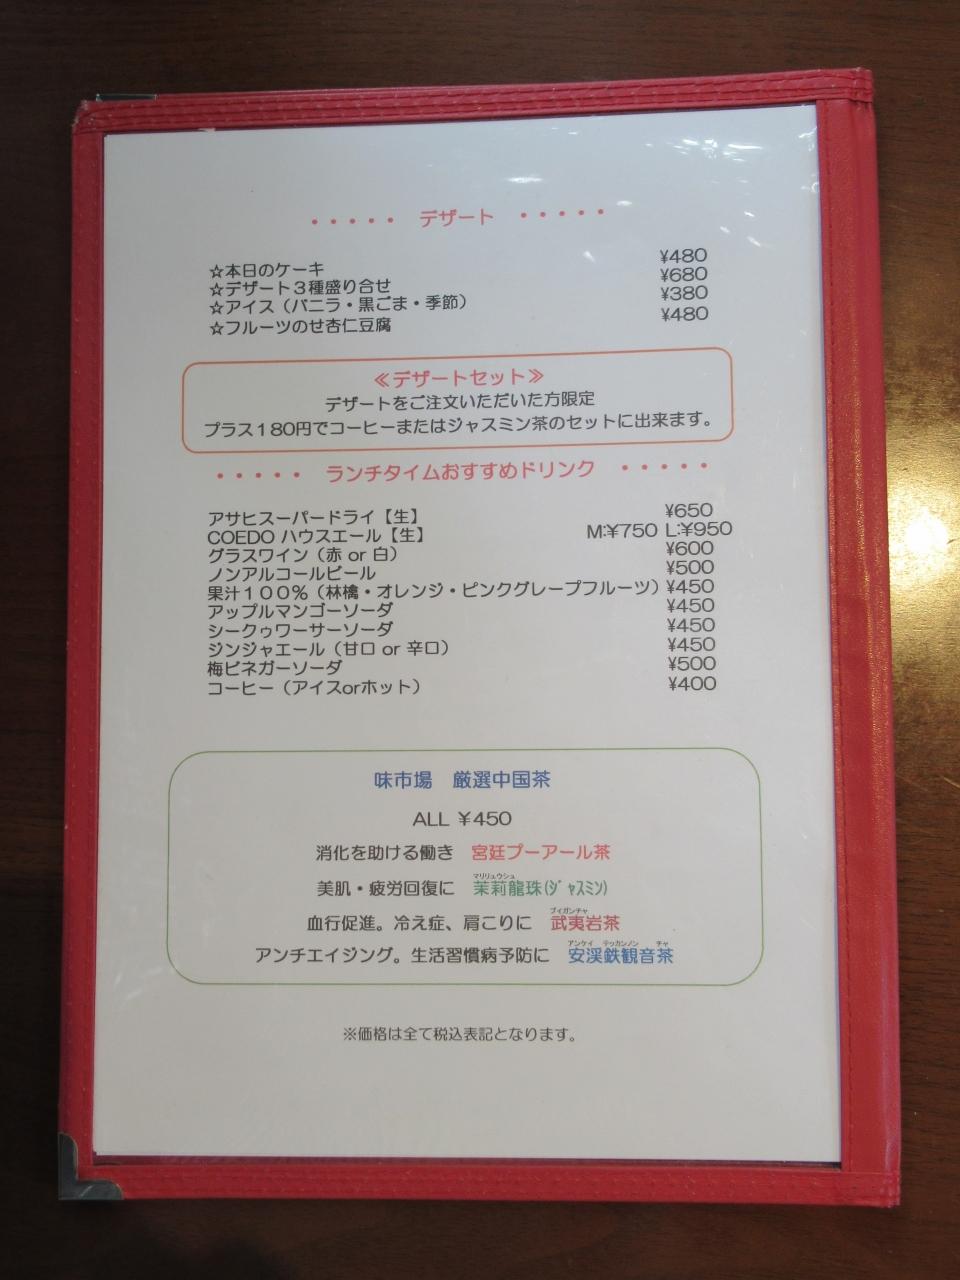 ・・・・・ デザート ・・・・・
☆本日のケーキ ¥480
☆デザート３種盛り合せ ¥680
☆アイス（バニラ・黒ごま・季節） ¥380
☆フルーツのせ杏仁豆腐 ¥480
≪デザートセット≫
デザートをご注文いただいた方限定
プラス１80円でコーヒーまたはジャスミン茶のセットに出来ます。
・・・・・ ランチタイムおすすめドリンク ・・・・・
アサヒスーパードライ【生】 ¥650
COEDO ハウスエール【生】 M:¥750 L:¥950
グラスワイン（赤 or 白） ¥600
ノンアルコールビール ¥500
果汁１００％（林檎・オレンジ・ピンクグレープフルーツ） ¥450
アップルマンゴーソーダ ¥450
シークヮワーサーソーダ ¥450
ジンジャエール（甘口 or 辛口） ¥450
梅ビネガーソーダ ¥500
コーヒー（アイスorホット） ¥400
味市場 厳選中国茶
ALL ￥450
消化を助ける働き 宮廷プーアール茶
マリリュウシュ
美肌・疲労回復に 茉莉龍珠(ジャスミン)
ブイガンチャ
血行促進。冷え症、肩こりに 武夷岩茶
アンケイ テッカンノン チャ
アンチエイジング。生活習慣病予防に 安渓鉄観音茶
※価格は全て税込表記となります。